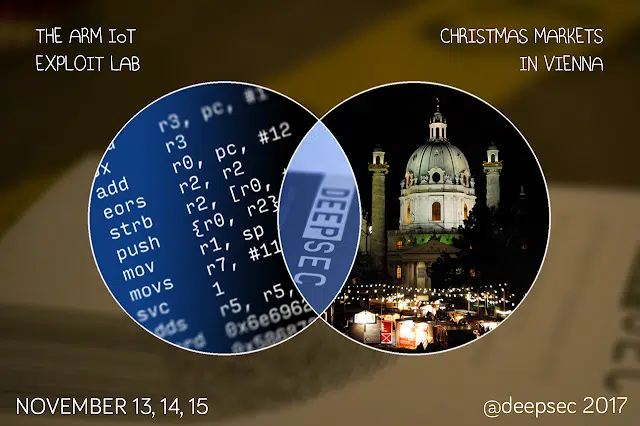 THE ARM IoT
EXPLOIT LAB
CHRISTMAS MARKETS
IN VIENNA
r3, pc, #1
r3
add r0, pc, #12
eors r2, r2
strb r2, [r0,
push {r0, r2}
mov r1, sp
movs r7, #11
svc 1
r5, r5,
0x6e6962
DEEPSEC
NOVEMBER 13, 14, 15
@deepsec 2017